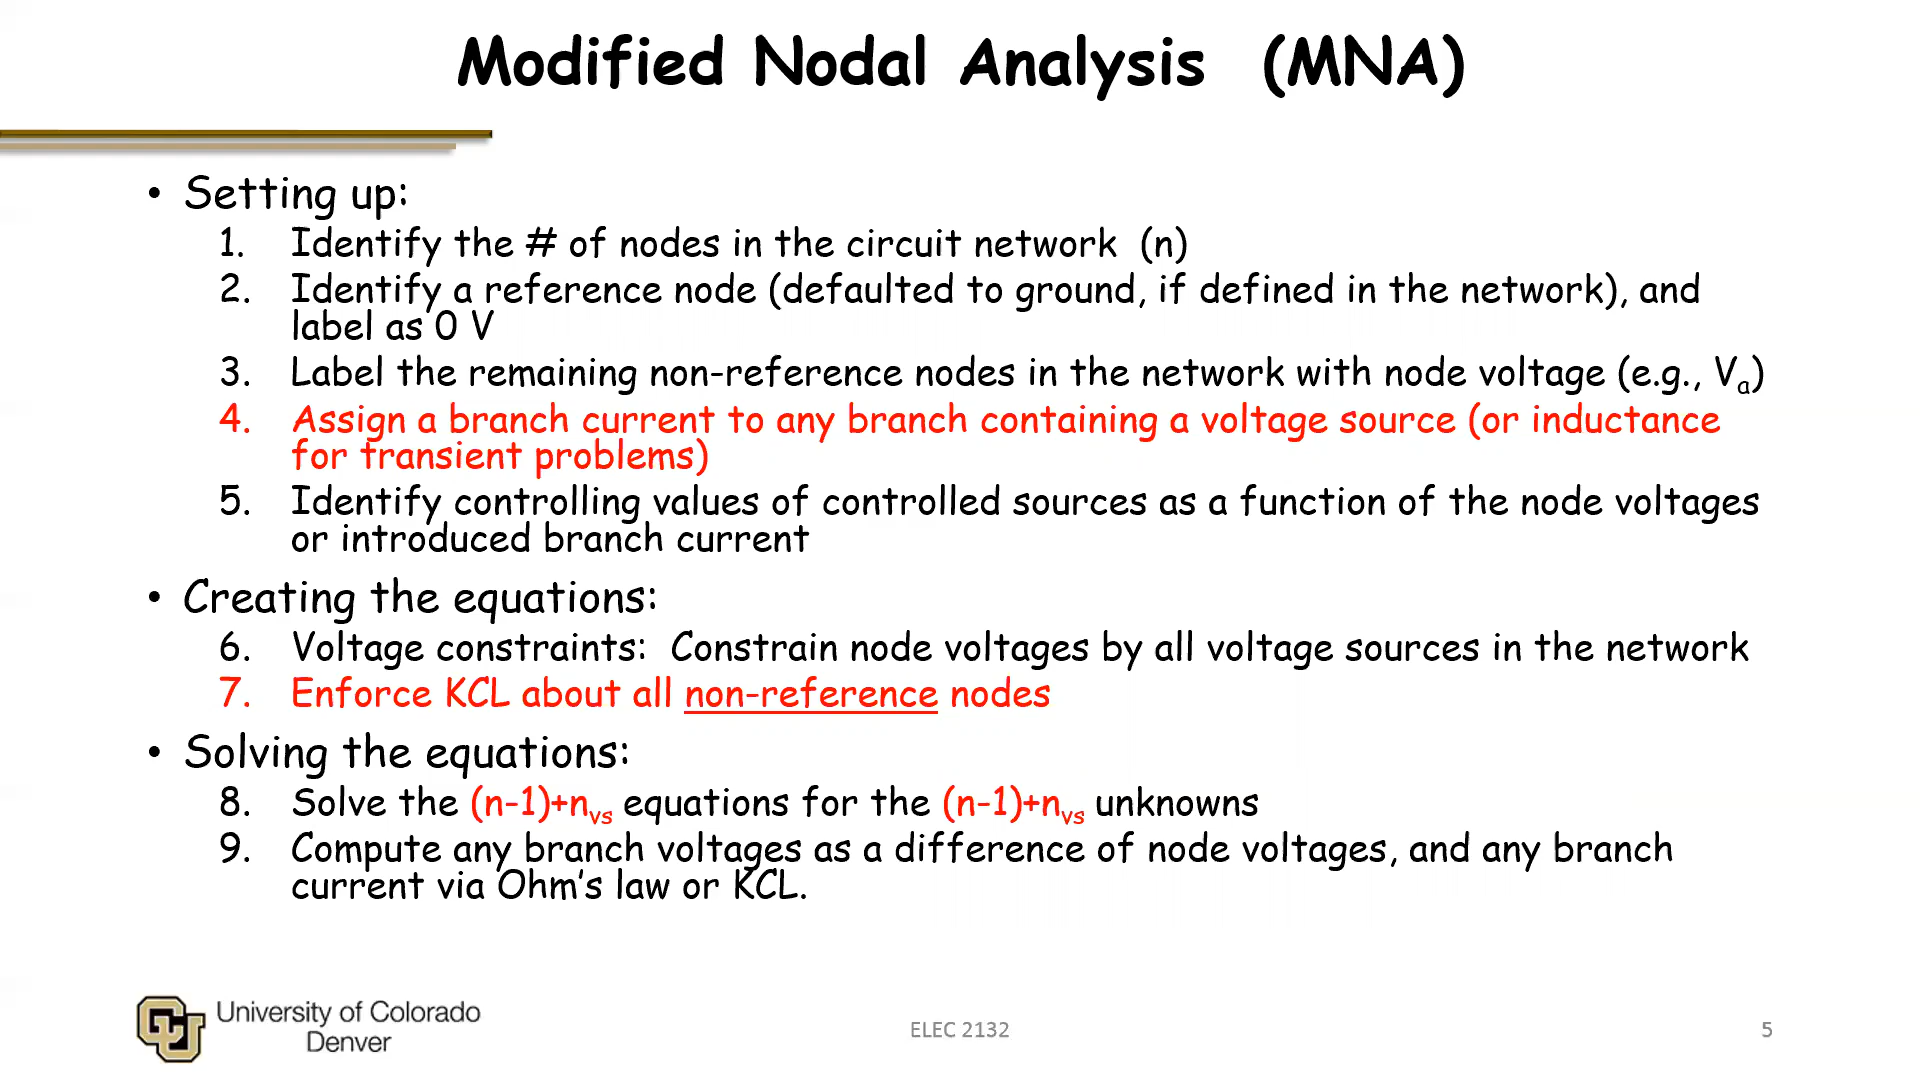 Modified Nodal Analysis (MNA)
• Setting up:
1. Identify the # of nodes in the circuit network (n)
2. Identify a reference node (defaulted to ground, if defined in the network), and
label as 0 V
3. Label the remaining non-reference nodes in the network with node voltage (e.g., Va)
4. Assign a branch current to any branch containing a voltage source (or inductance
for transient problems)
5. Identify controlling values of controlled sources as a function of the node voltages
or introduced branch current
• Creating the equations:
6. Voltage constraints: Constrain node voltages by all voltage sources in the network
7. Enforce KCL about all non-reference nodes
• Solving the equations:
8. Solve the (n-1)+nvs equations for the (n-1)+nvs unknowns
9. Compute any branch voltages as a difference of node voltages, and any branch
current via Ohm's law or KCL.
University of Colorado
Denver
ELEC 2132
5